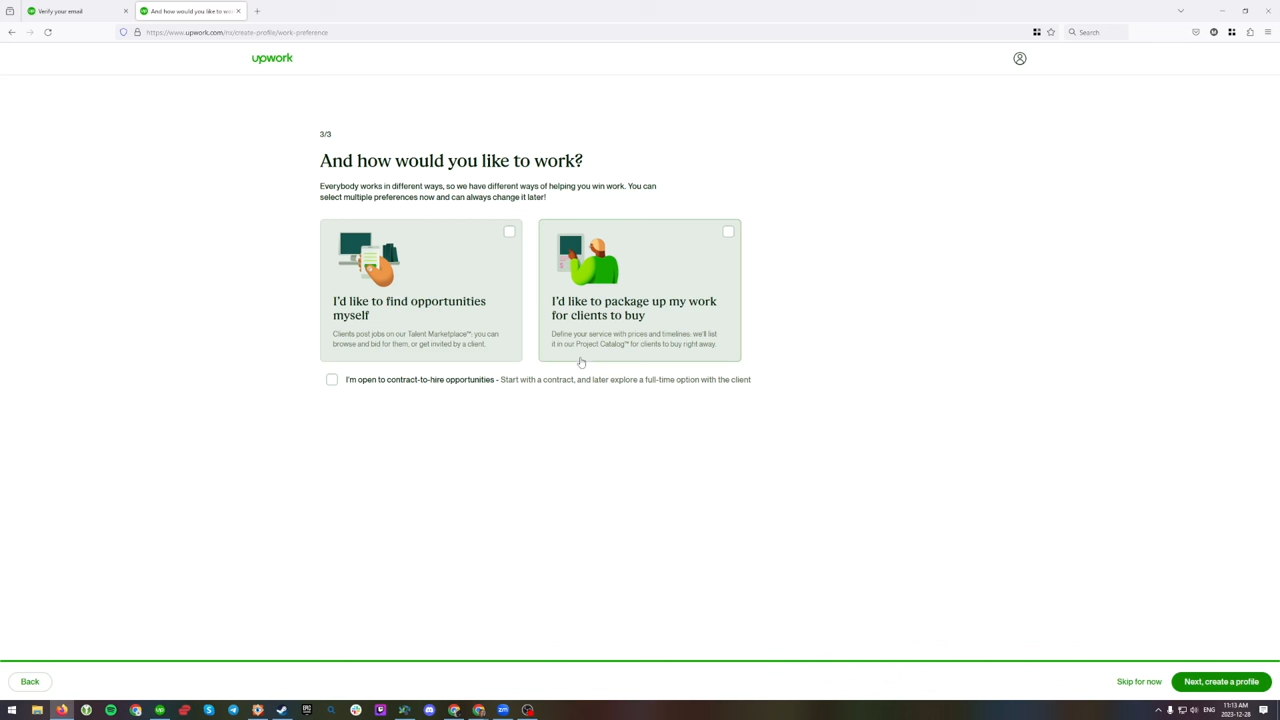 Verify your email
And how would you like to wo
https://www.upwork.com/nx/create-profile/work-preference
Search
upwork
3/3
And how would you like to work?
Everybody works in different ways, so we have different ways of helping you win work. You can
select multiple preferences now and can always change it later!
I'd like to find opportunities
myself
Clients post jobs on our Talent Marketplace™; you can
browse and bid for them, or get invited by a client.
I'd like to package up my work
for clients to buy
Define your service with prices and timelines; we'll list
it in our Project Catalog™ for clients to buy right away.
I'm open to contract-to-hire opportunities - Start with a contract, and later explore a full-time option with the client
Back
Skip for now
Next, create a profile
ENG
11:13 AM
2023-12-28